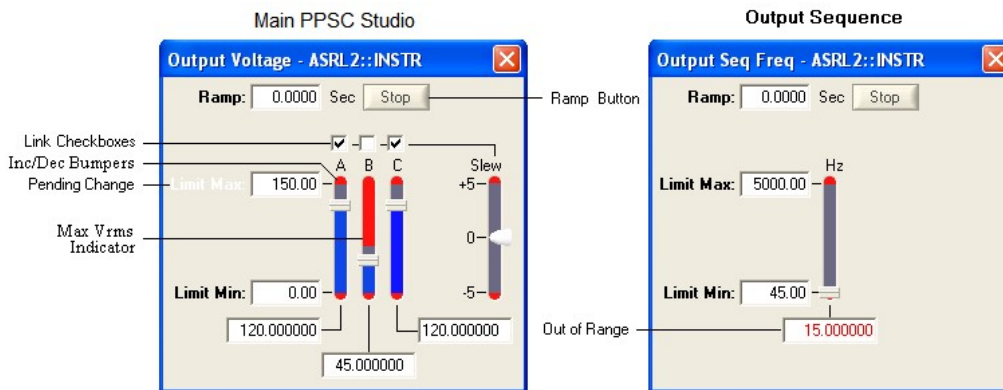 Main PPSC Studio
Output Sequence
Output Voltage - ASRL2::INSTR
Ramp: 0.0000 Sec Stop
Ramp Button
Link Checkboxes
Inc/Dec Bumpers
Pending Change
A B C Slew
Limit Max: 150.00
+5
Max Vrms
Indicator
0
Limit Min: 0.00
-5
120.000000
120.000000
45.000000
Output Seq Freq - ASRL2::INSTR
Ramp: 0.0000 Sec Stop
Hz
Limit Max: 5000.00
Limit Min: 45.00
Out of Range
15.000000